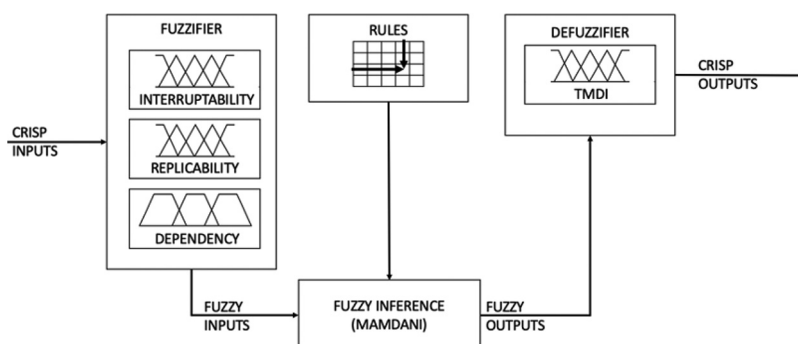 CRISP
INPUTS
FUZZIFIER
INTERRUPTABILITY
REPLICABILITY
DEPENDENCY
RULES
DEFUZZIFIER
TMDI
CRISP
OUTPUTS
FUZZY
INPUTS
FUZZY INFERENCE
(MAMDANI)
FUZZY
OUTPUTS